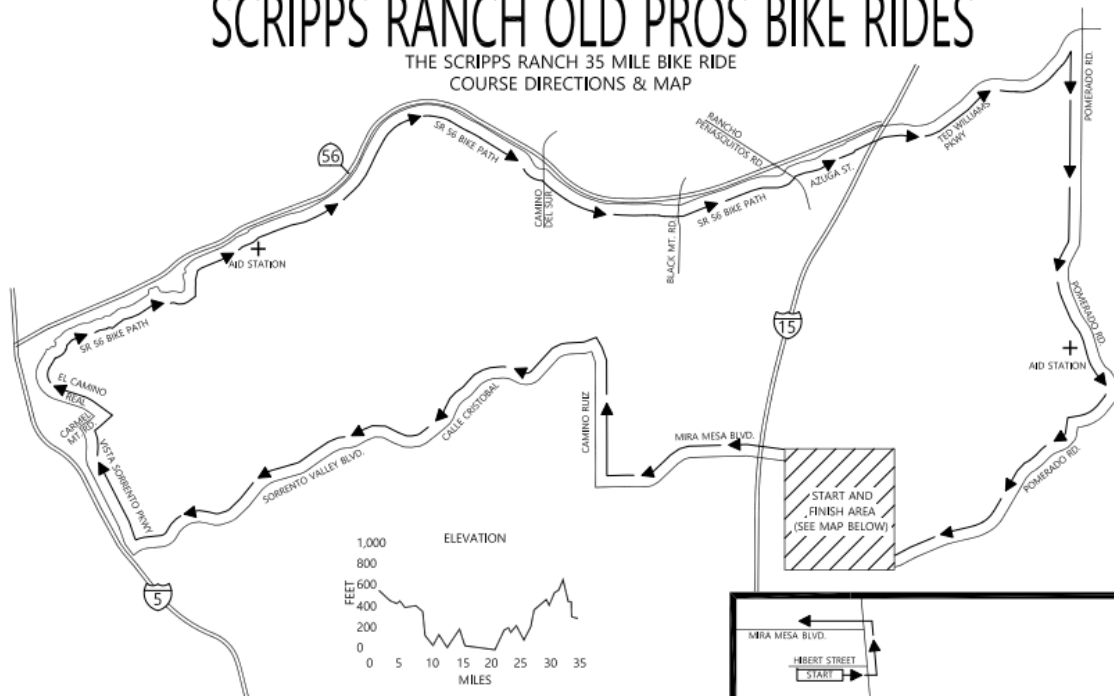 SCRIPPS RANCH OLD PROS BIKE RIDES
THE SCRIPPS RANCH 35 MILE BIKE RIDE
COURSE DIRECTIONS & MAP
POMERADO RD.
TED WILLIAMS
PKWY
RANCHO
PENASQUITOS RD
AZUGA ST.
SR 56 BIKE PATH
56
CAMINO
DEL SUR
BLACK MT. RD.
SR 56 BIKE PATH
AID STATION
SR 56 BIKE PATH
15
POMERADO RD.
AID STATION
EL CAMINO
REAL
CARMEL
MT. RD.
VISTA SORRENTO PKWY
SORRENTO VALLEY BLVD.
CALLE CRISTOBAL
CAMINO RUIZ
MIRA MESA BLVD.
POMERADO RD.
START AND
FINISH AREA
(SEE MAP BELOW)
5
ELEVATION
FEET
1,000
800
600
400
200
0
0 5 10 15 20 25 30 35
MILES
MIRA MESA BLVD.
HIBERT STREET
START